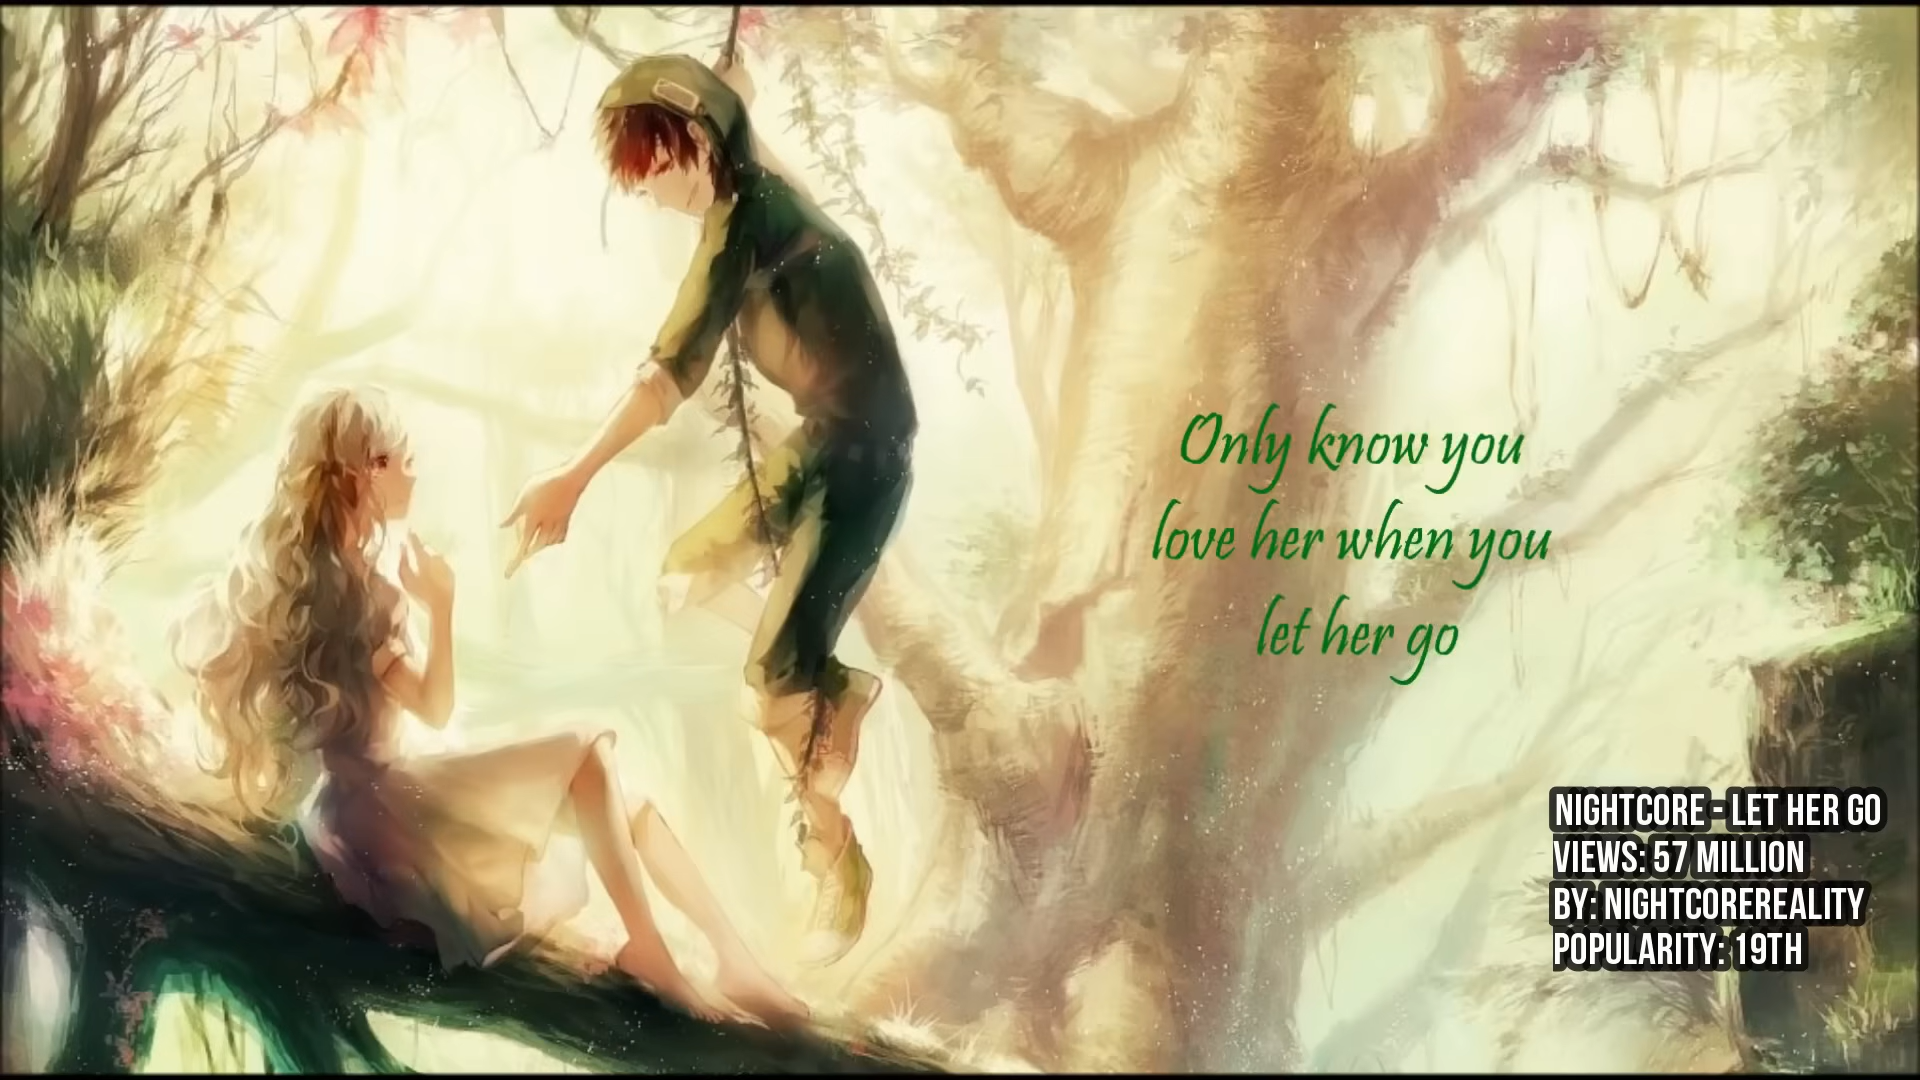 Only know you
love her when you
let her go
NIGHTCORE - LET HER GO
VIEWS: 57 MILLION
BY: NIGHTCOREREALITY
POPULARITY: 19TH